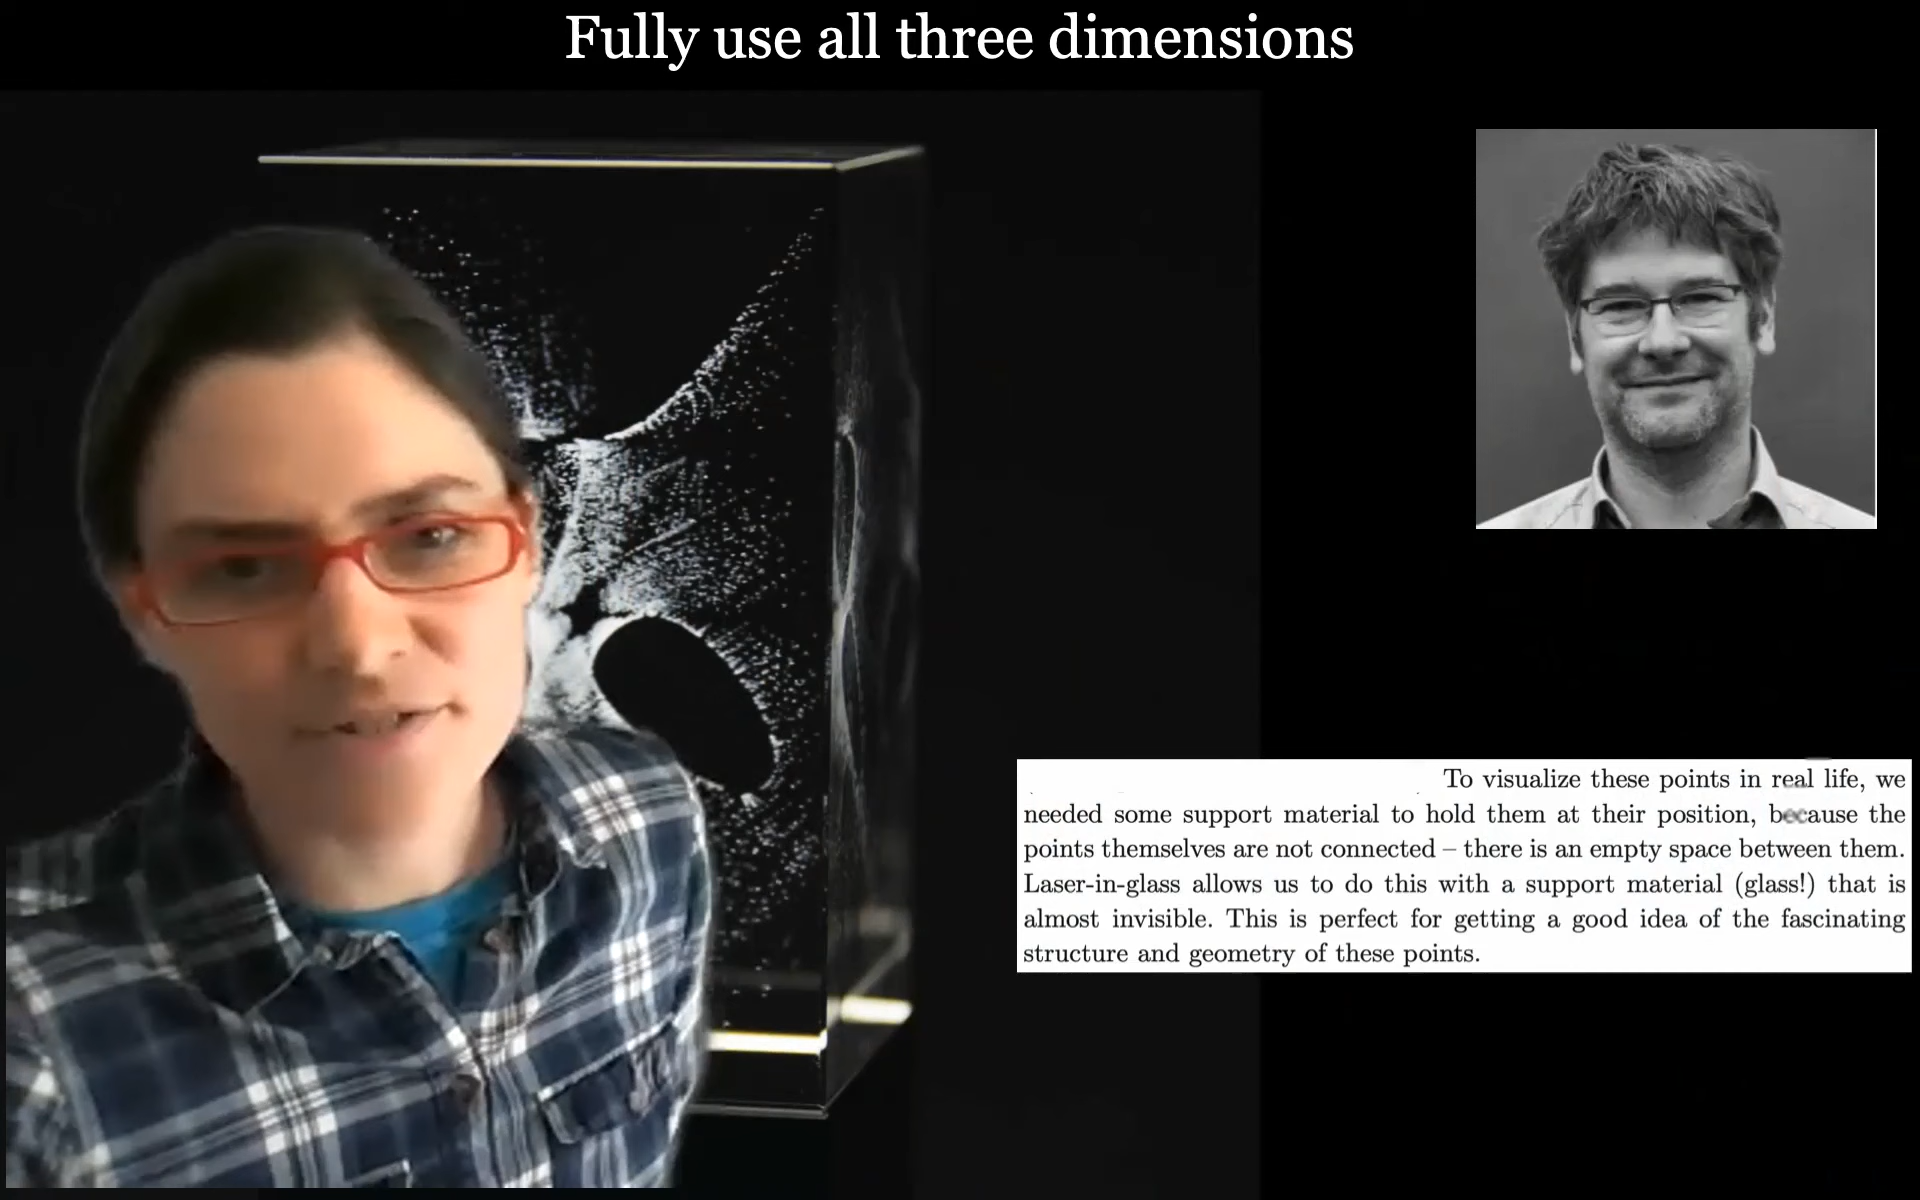 Fully use all three dimensions
To visualize these points in real life, we
needed some support material to hold them at their position, because the
points themselves are not connected – there is an empty space between them.
Laser-in-glass allows us to do this with a support material (glass!) that is
almost invisible. This is perfect for getting a good idea of the fascinating
structure and geometry of these points.